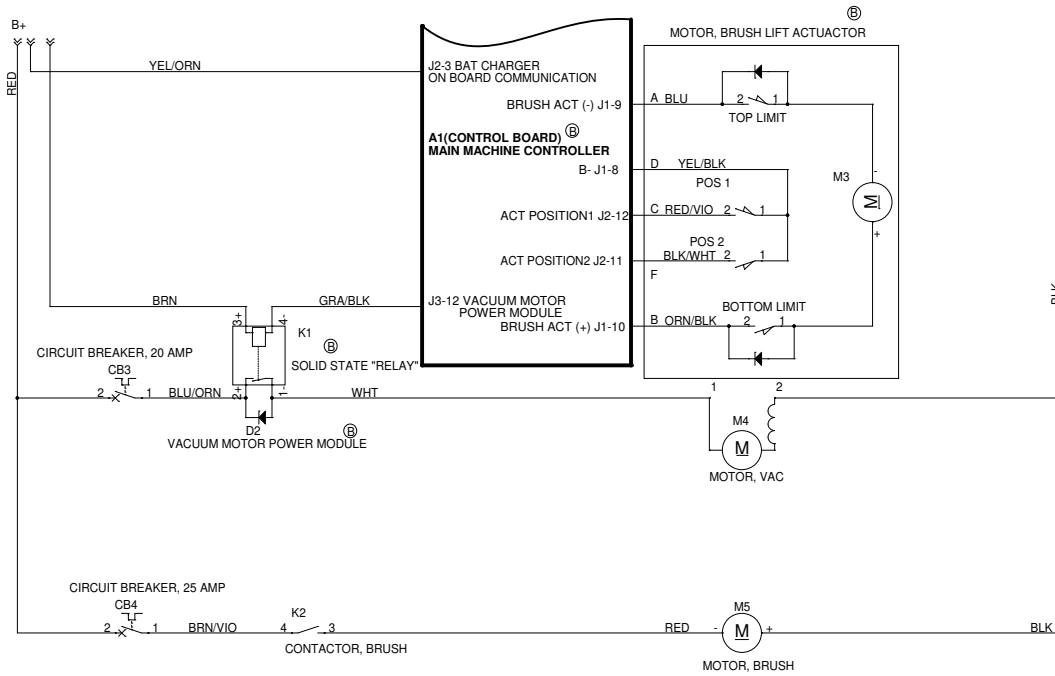 B+
RED
YEL/ORN
J2-3 BAT CHARGER
ON BOARD COMMUNICATION
BRUSH ACT (-) J1-9
A1(CONTROL BOARD) B
MAIN MACHINE CONTROLLER
B- J1-8
ACT POSITION1 J2-12
ACT POSITION2 J2-11
J3-12 VACUUM MOTOR
POWER MODULE
BRUSH ACT (+) J1-10
B
MOTOR, BRUSH LIFT ACTUACTOR
A BLU 2 1
TOP LIMIT
D YEL/BLK
POS 1
C RED/VIO 2 1
POS 2
BLK/WHT 2 1
F
BOTTOM LIMIT
B ORN/BLK 2 1
M3
-
M
+
BLK
BRN
GRA/BLK
3+
4-
K1
B
SOLID STATE "RELAY"
2+
1-
CIRCUIT BREAKER, 20 AMP
CB3
2 1 BLU/ORN
WHT
D2
B
VACUUM MOTOR POWER MODULE
1 2
M4
M
MOTOR, VAC
CIRCUIT BREAKER, 25 AMP
CB4
2 1 BRN/VIO
K2
4 3
CONTACTOR, BRUSH
M5
RED - M + BLK
MOTOR, BRUSH